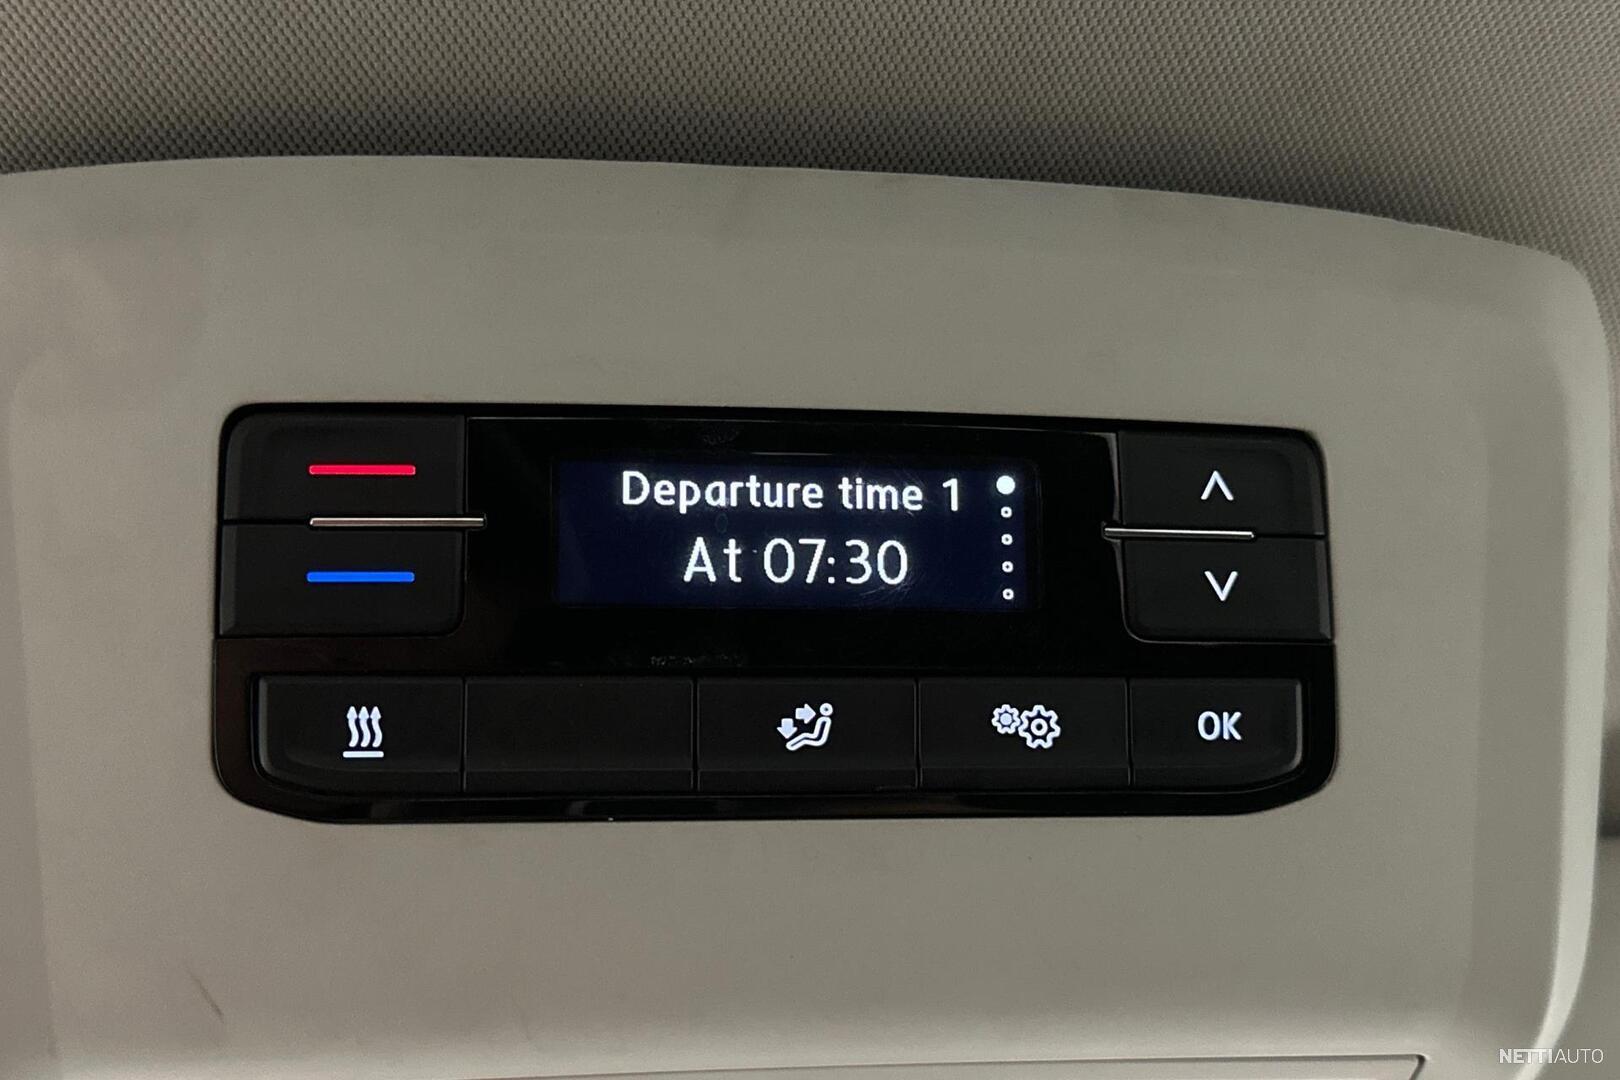 Departure time 1
At 07:30
OK
NETTIAUTO